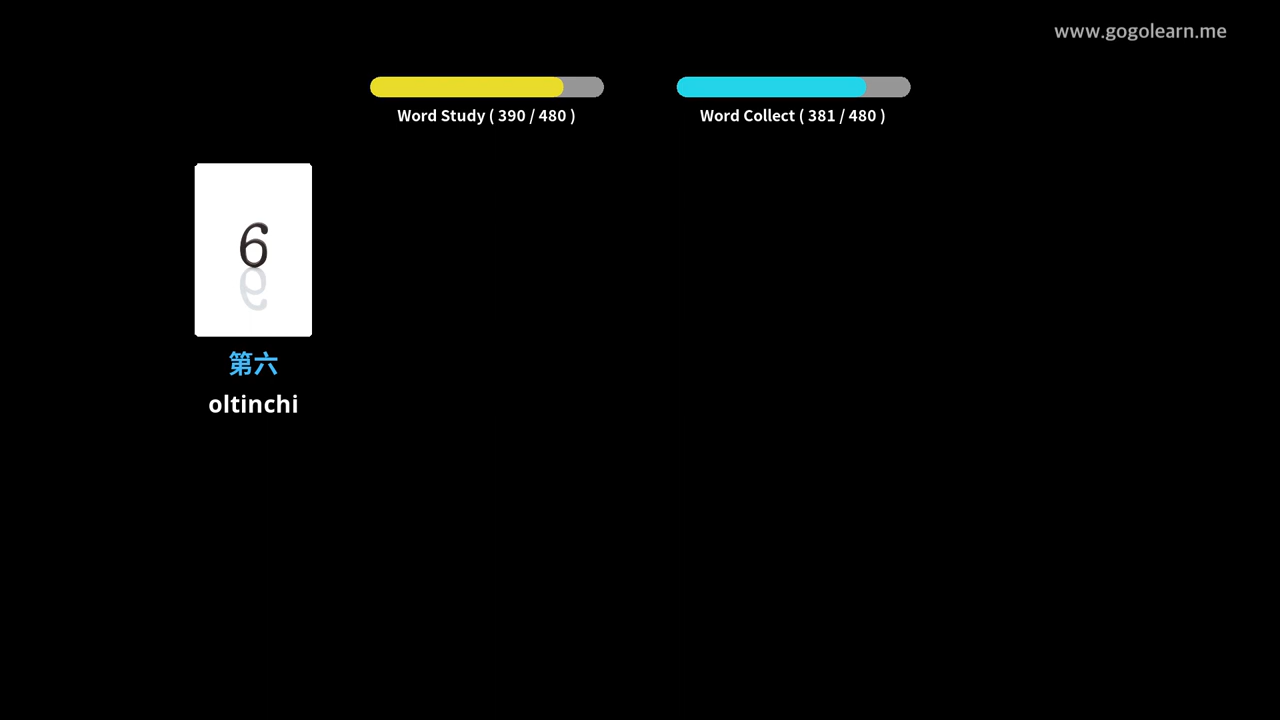 www.gogolearn.me
Word Study ( 390 / 480 )
Word Collect ( 381 / 480 )
6
第六
oltinchi